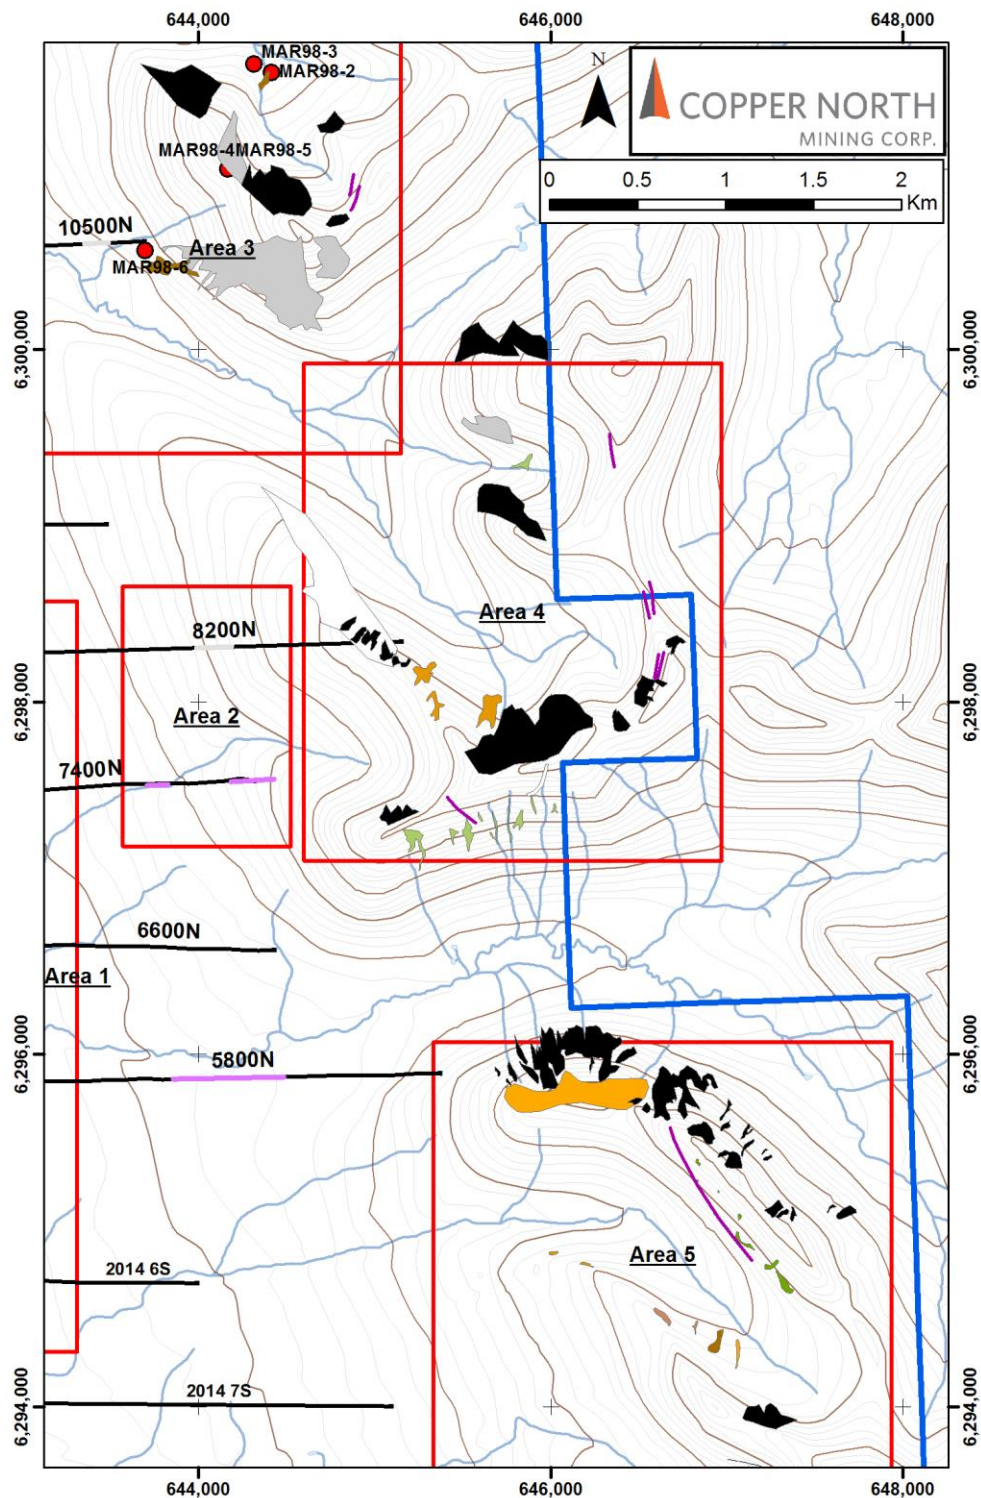 644,000
646,000
648,000
MAR98-3
MAR98-2
N
COPPER NORTH
MINING CORP.
MAR98-4MAR98-5
0
0.5
1
1.5
2
Km
10500N
Area 3
MAR98-6
6,300,000
6,300,000
Area 4
8200N
Area 2
6,298,000
6,298,000
7400N
6600N
Area 1
5800N
6,296,000
6,296,000
Area 5
2014 6S
2014 7S
6,294,000
6,294,000
644,000
646,000
648,000